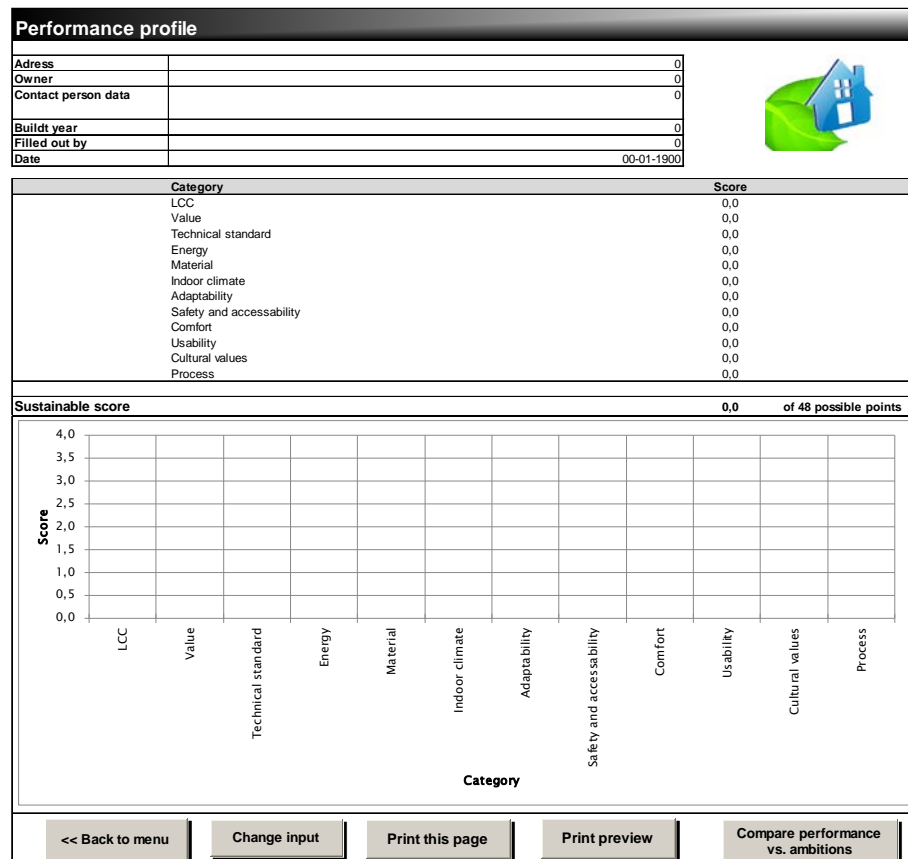 Performance profile
Adress 0
Owner 0
Contact person data 0
Buildt year 0
Filled out by 0
Date 00-01-1900
Category Score
LCC 0,0
Value 0,0
Technical standard 0,0
Energy 0,0
Material 0,0
Indoor climate 0,0
Adaptability 0,0
Safety and accessability 0,0
Comfort 0,0
Usability 0,0
Cultural values 0,0
Process 0,0
Sustainable score 0,0 of 48 possible points
4,0
3,5
3,0
2,5
2,0
1,5
1,0
0,5
0,0
Score
LCC
Value
Technical standard
Energy
Material
Indoor climate
Adaptability
Safety and accessability
Comfort
Usability
Cultural values
Process
Category
<< Back to menu
Change input
Print this page
Print preview
Compare performance
vs. ambitions